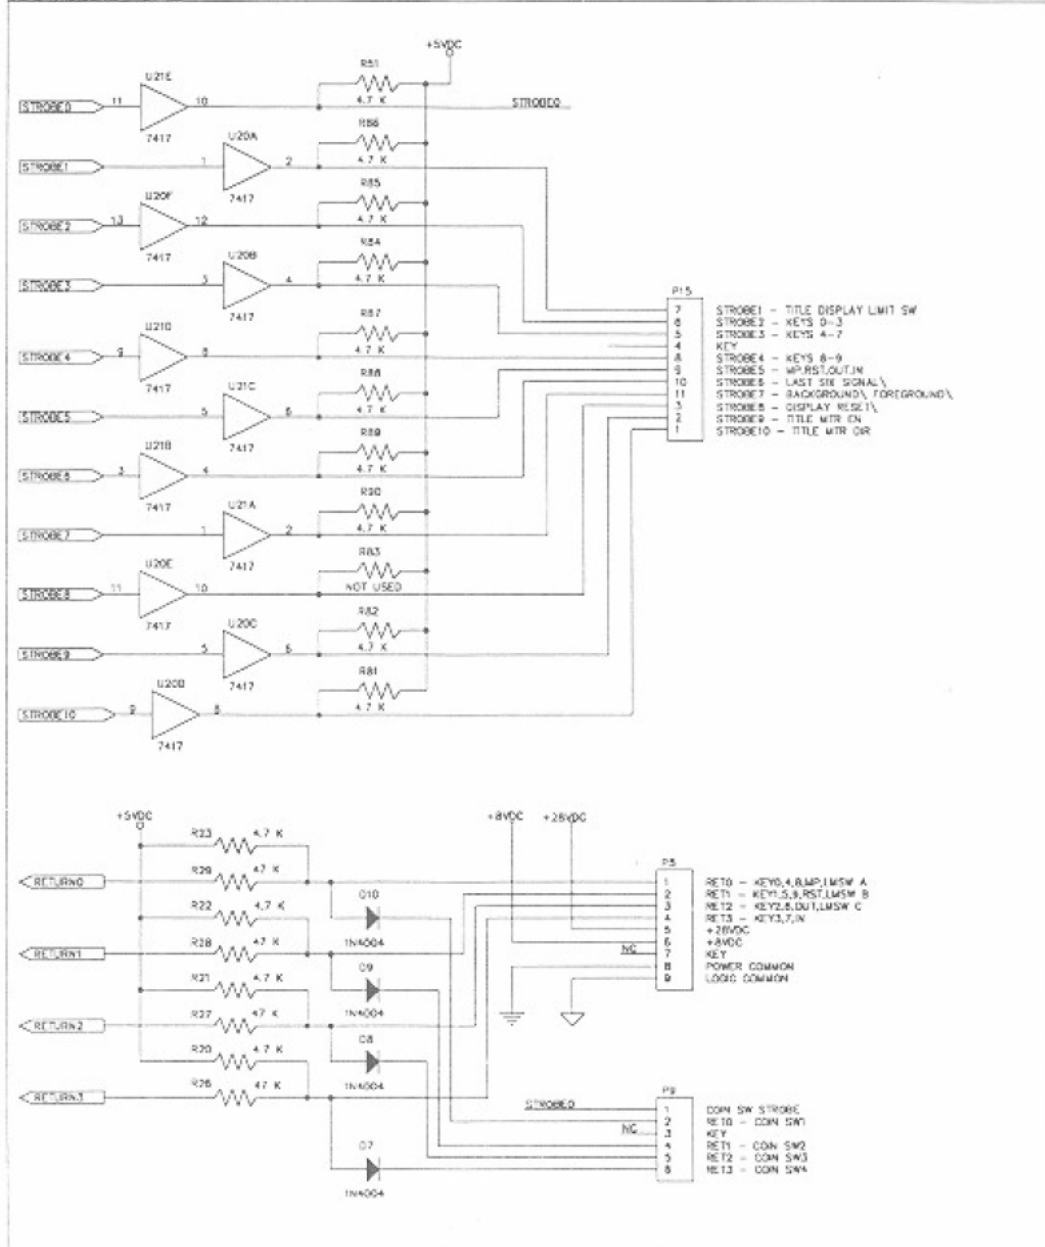 +5VDC
U21E
R51
STROBE0
11
10
4.7 K
STROBE0
7417
U20A
R86
STROBE1
1
2
4.7 K
7417
U20F
R85
STROBE2
13
12
4.7 K
7417
U20B
R84
STROBE3
3
4
4.7 K
7417
U21D
R87
STROBE4
9
8
4.7 K
7417
U21C
R88
STROBE5
5
6
4.7 K
7417
U21B
R89
STROBE6
3
4
4.7 K
7417
U21A
R90
STROBE7
1
2
4.7 K
7417
U20E
R83
STROBE8
11
10
NOT USED
7417
U20C
R82
STROBE9
5
6
4.7 K
7417
U20D
R81
STROBE10
9
8
4.7 K
7417
P15
7 STROBE1 - TITLE DISPLAY LIMIT SW
6 STROBE2 - KEYS 0-3
5 STROBE3 - KEYS 4-7
4 KEY
8 STROBE4 - KEYS 8-9
9 STROBE5 - MP,RST,OUT,IN
10 STROBE6 - LAST SIX SIGNAL\
11 STROBE7 - BACKGROUND\ FOREGROUND\
3 STROBE8 - DISPLAY RESET\
2 STROBE9 - TITLE MTR EN
1 STROBE10 - TITLE MTR DIR
+5VDC
R23
4.7 K
RETURN0
R29
47 K
R22
4.7 K
RETURN1
R28
47 K
R21
4.7 K
RETURN2
R27
47 K
R20
4.7 K
RETURN3
R26
47 K
D10
1N4004
D9
1N4004
D8
1N4004
D7
1N4004
+8VDC
+28VDC
P5
1 RET0 - KEY0,4,8,MP,LMSW A
2 RET1 - KEY1,5,9,RST,LMSW B
3 RET2 - KEY2,6,OUT,LMSW C
4 RET3 - KEY3,7,IN
5 +28VDC
6 +8VDC
NC
7 KEY
8 POWER COMMON
9 LOGIC COMMON
P9
STROBE0
1 COIN SW STROBE
2 RET0 - COIN SW1
NC
3 KEY
4 RET1 - COIN SW2
5 RET2 - COIN SW3
6 RET3 - COIN SW4